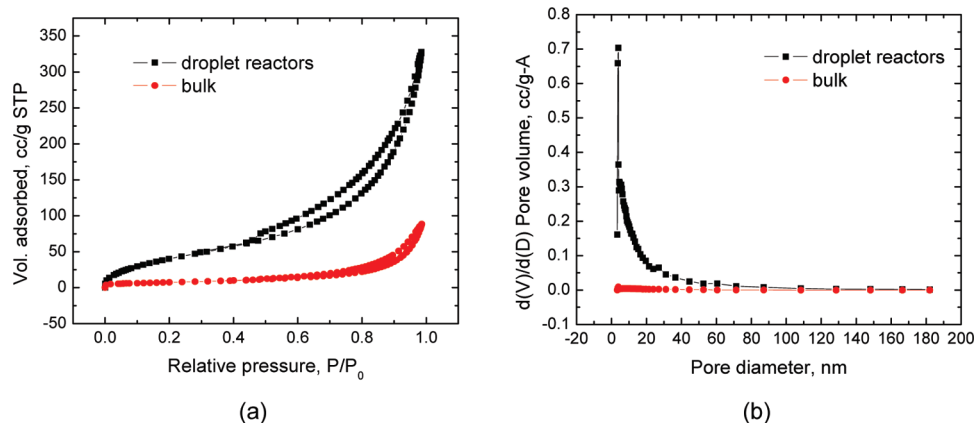 350
300
250
200
150
100
50
0
-50
0.0 0.2 0.4 0.6 0.8 1.0
Vol. adsorbed, cc/g STP
Relative pressure, P/P₀
droplet reactors
bulk
(a)
0.8
0.7
0.6
0.5
0.4
0.3
0.2
0.1
0.0
-0.1
-20 0 20 40 60 80 100 120 140 160 180 200
d(V)/d(D) Pore volume, cc/g-A
Pore diameter, nm
droplet reactors
bulk
(b)